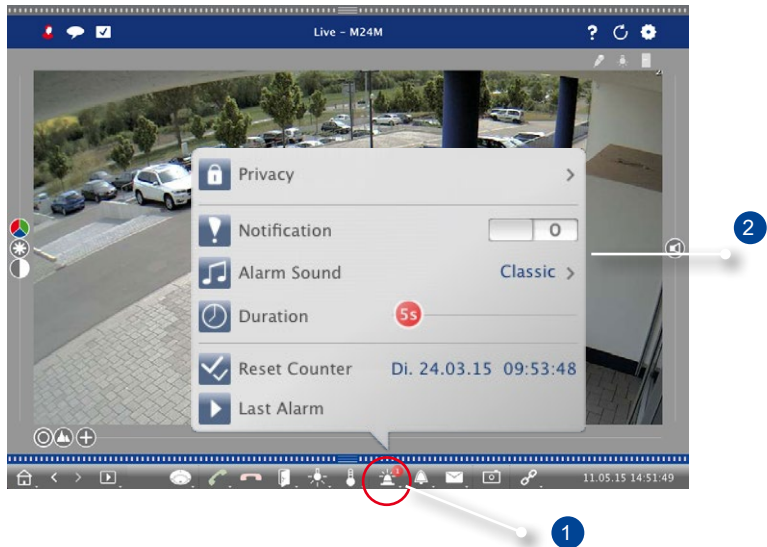 Live – M24M
?
Privacy
Notification
0
Alarm Sound
Classic
Duration
5s
Reset Counter
Di. 24.03.15 09:53:48
Last Alarm
2
11.05.15 14:51:49
1